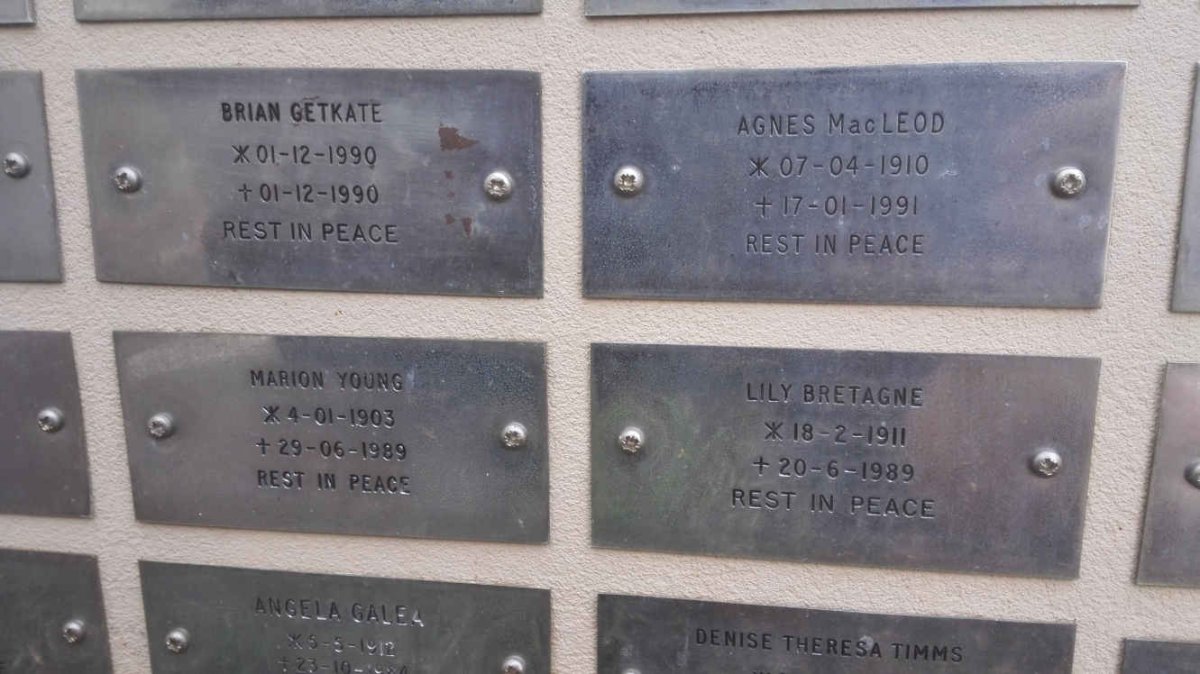 BRIAN GETKATE
* 01-12-1990
† 01-12-1990
REST IN PEACE
AGNES MacLEOD
* 07-04-1910
† 17-01-1991
REST IN PEACE
MARION YOUNG
* 4-01-1903
† 29-06-1989
REST IN PEACE
LILY BRETAGNE
* 18-2-1911
† 20-6-1989
REST IN PEACE
ANGELA GALEA
* 5-5-1912
DENISE THERESA TIMMS